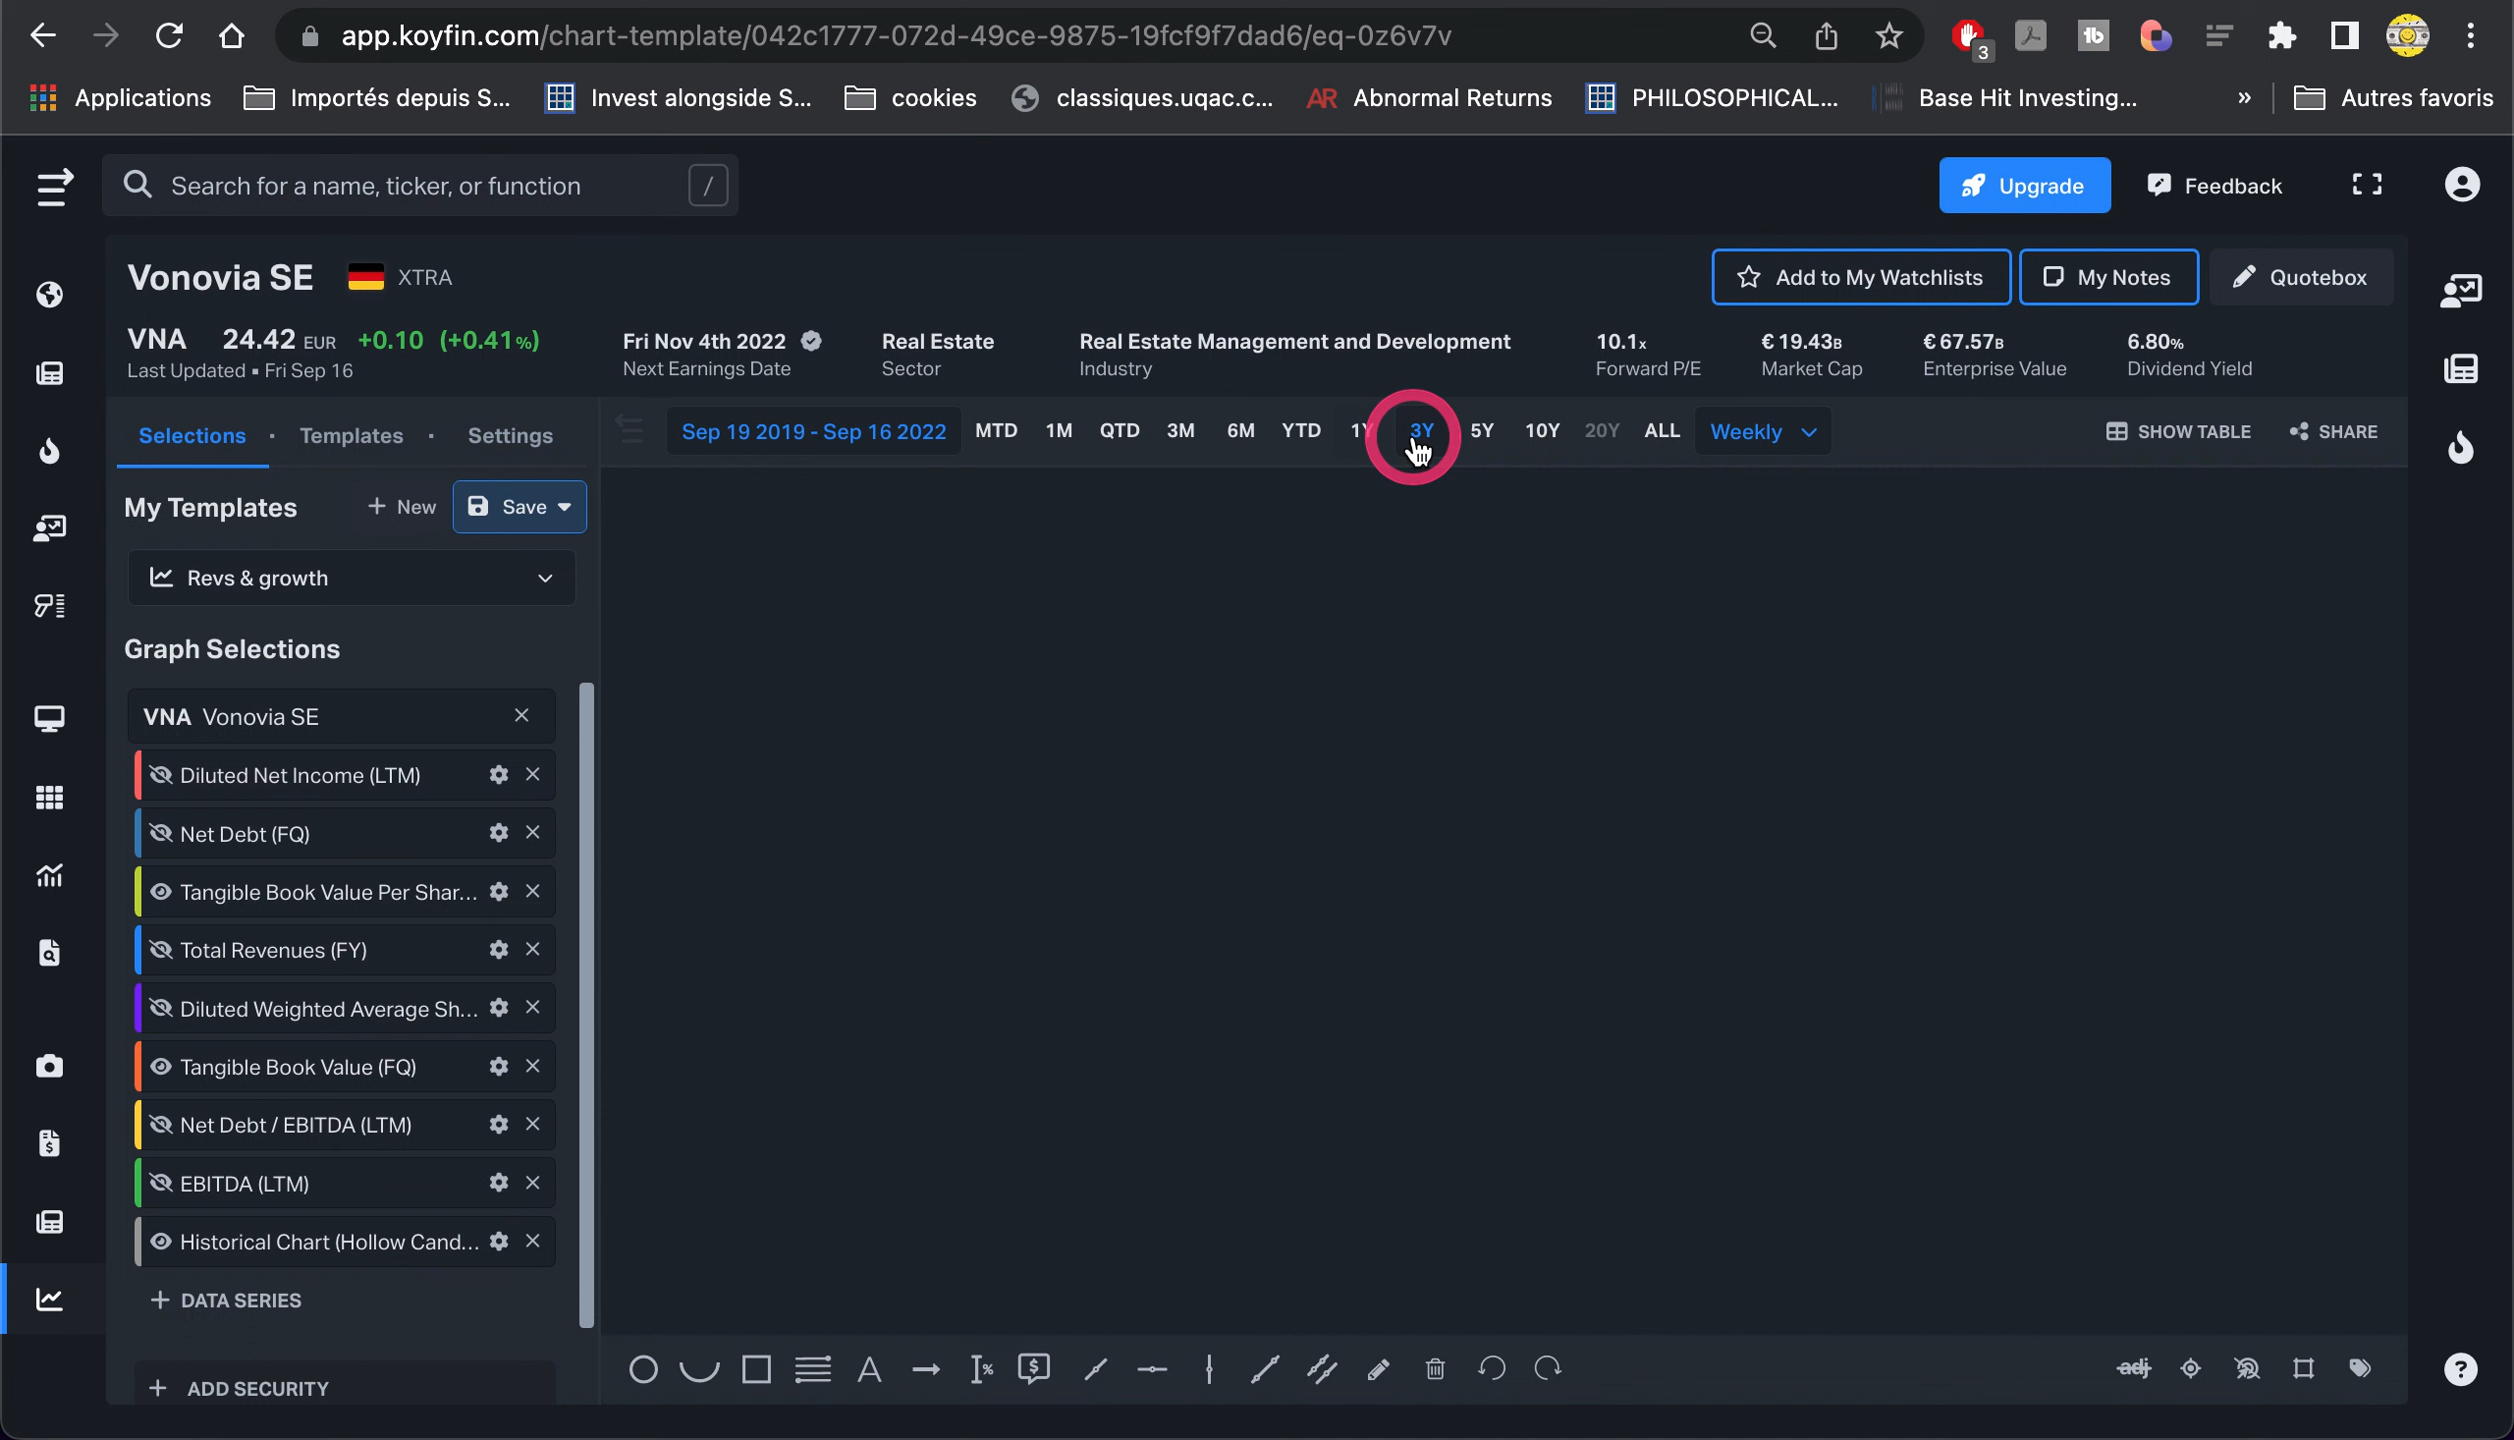 app.koyfin.com/chart-template/042c1777-072d-49ce-9875-19fcf9f7dad6/eq-0z6v7v
3
Applications
Importés depuis S...
Invest alongside S...
cookies
classiques.uqac.c...
AR Abnormal Returns
PHILOSOPHICAL...
Base Hit Investing...
»
Autres favoris
Search for a name, ticker, or function /
Upgrade
Feedback
Vonovia SE XTRA
Add to My Watchlists
My Notes
Quotebox
VNA 24.42 EUR +0.10 (+0.41%)
Last Updated ▪ Fri Sep 16
Fri Nov 4th 2022
Next Earnings Date
Real Estate
Sector
Real Estate Management and Development
Industry
10.1x
Forward P/E
€ 19.43B
Market Cap
€ 67.57B
Enterprise Value
6.80%
Dividend Yield
Selections · Templates · Settings
Sep 19 2019 - Sep 16 2022 MTD 1M QTD 3M 6M YTD 1Y 3Y 5Y 10Y 20Y ALL Weekly
SHOW TABLE
SHARE
My Templates
+ New
Save
Revs & growth
Graph Selections
VNA Vonovia SE
Diluted Net Income (LTM)
Net Debt (FQ)
Tangible Book Value Per Shar...
Total Revenues (FY)
Diluted Weighted Average Sh...
Tangible Book Value (FQ)
Net Debt / EBITDA (LTM)
EBITDA (LTM)
Historical Chart (Hollow Cand...
+ DATA SERIES
+ ADD SECURITY
A
%
$
adj
?